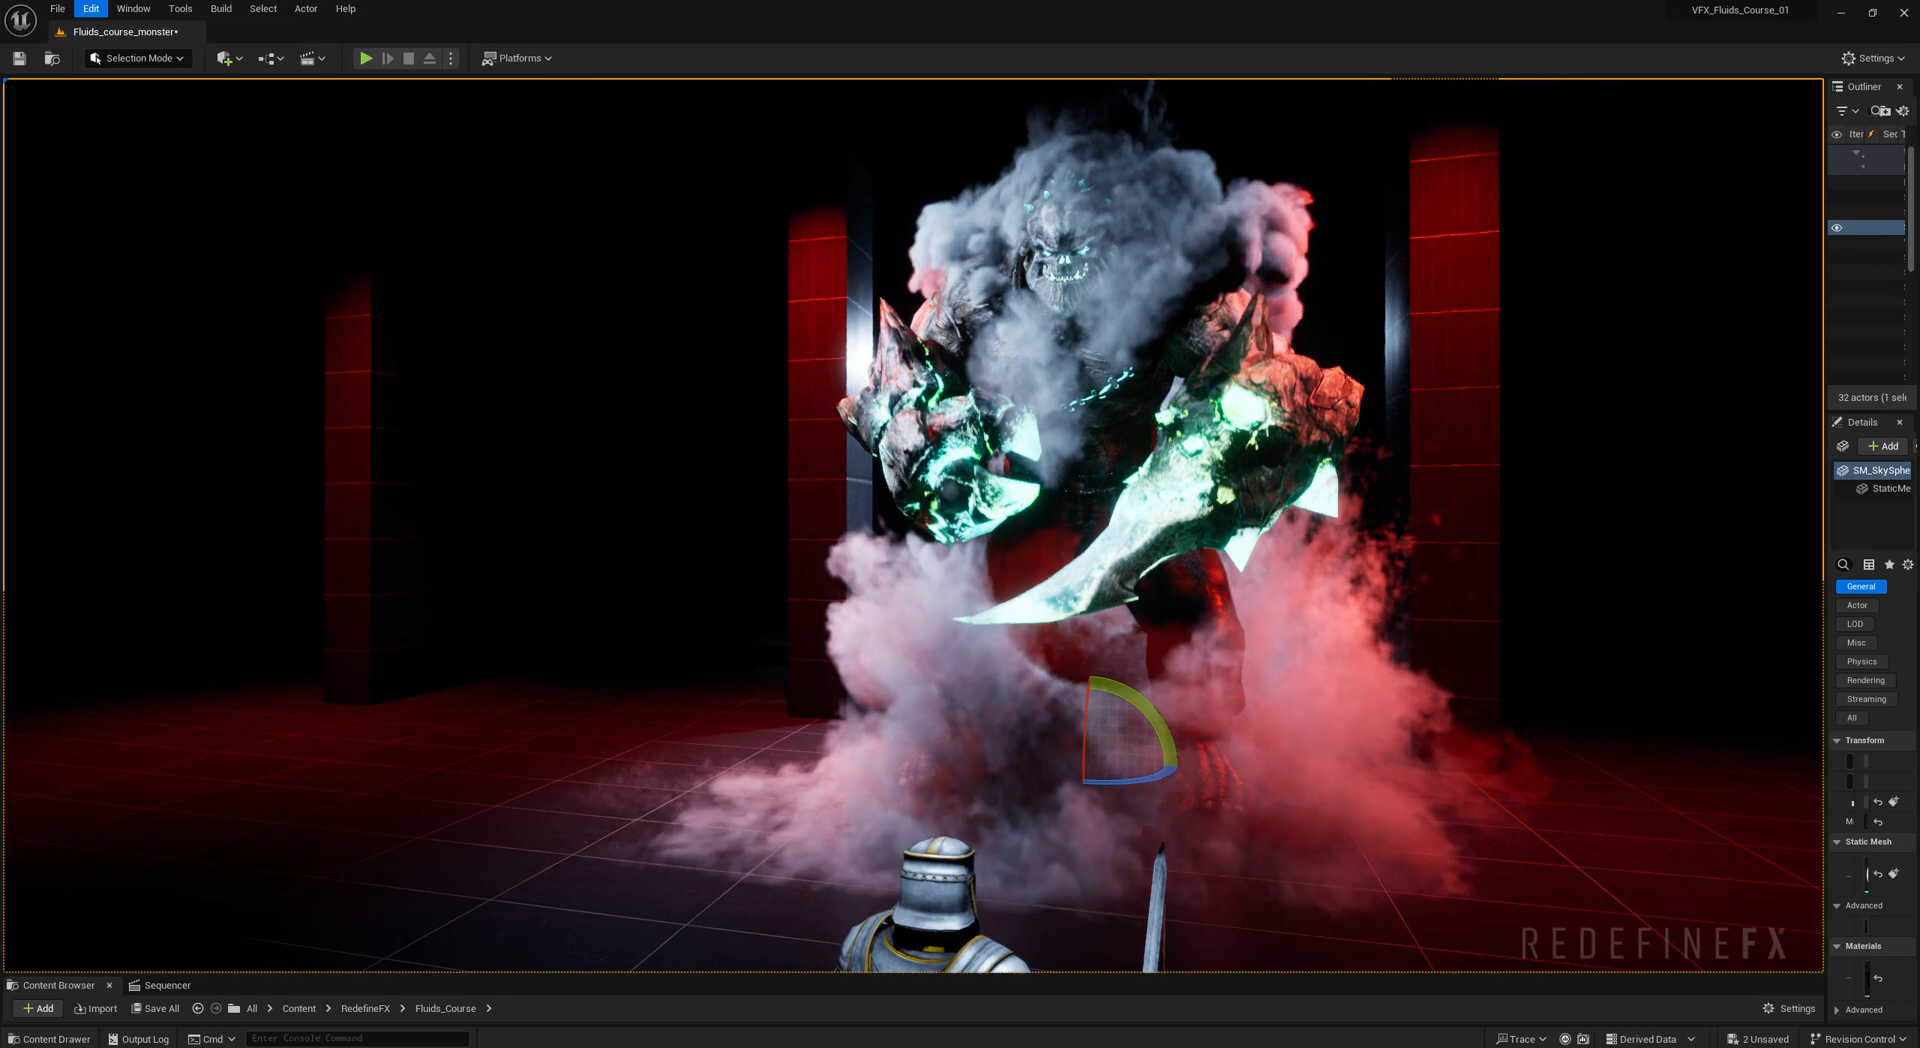 File Edit Window Tools Build Select Actor Help
VFX_Fluids_Course_01
Fluids_course_monster•
Selection Mode
Platforms
Settings
Outliner
Iter Sec T
32 actors (1 sele
Details
Add
SM_SkySphe
StaticMe
General
Actor
LOD
Misc
Physics
Rendering
Streaming
All
Transform
M
Static Mesh
Advanced
Materials
Advanced
REDEFINEFX
Content Browser Sequencer
Add Import Save All All Content RedefineFX Fluids_Course Settings
Content Drawer Output Log Cmd Enter Console Command Trace Derived Data 2 Unsaved Revision Control